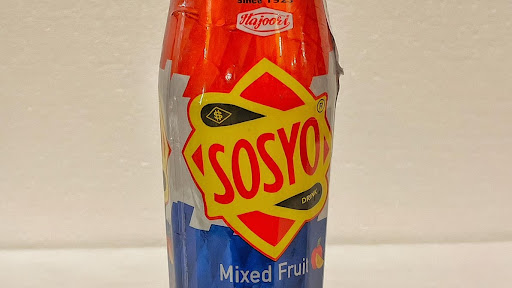 Since 1923
Hajoori
®
SOSYO
DRINK
Mixed Fruit